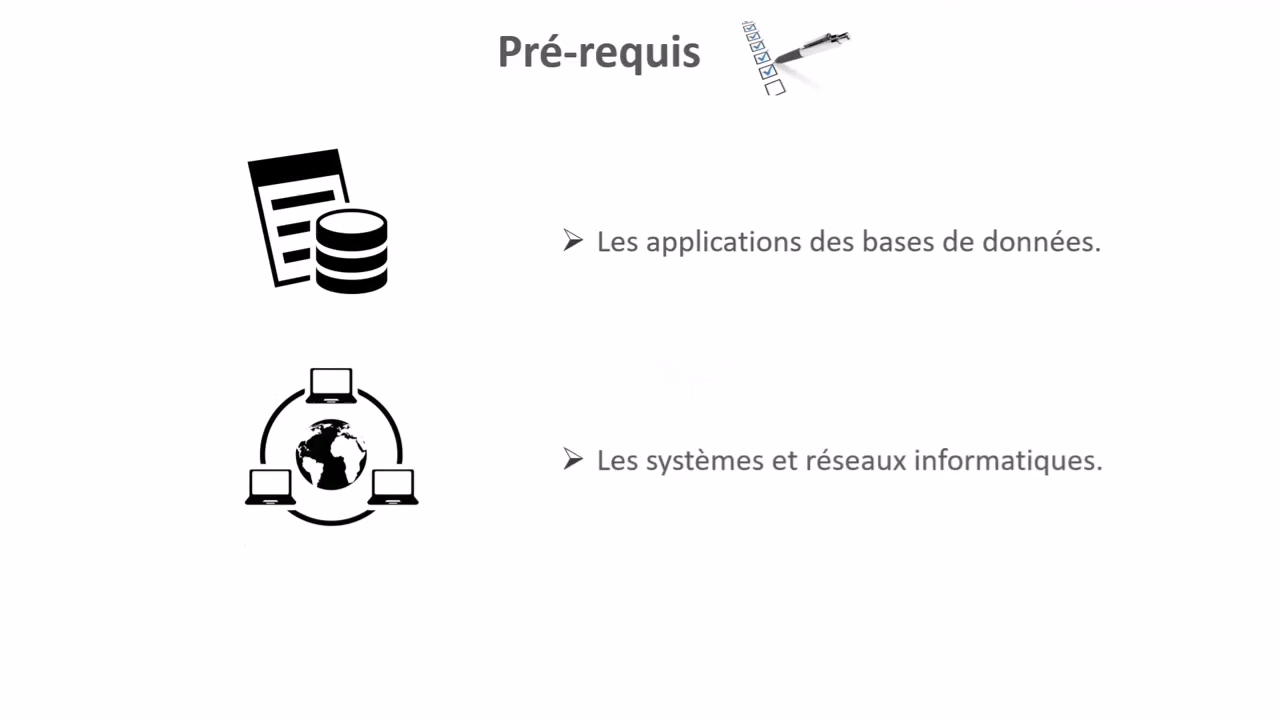 Pré-requis
Les applications des bases de données.
Les systèmes et réseaux informatiques.